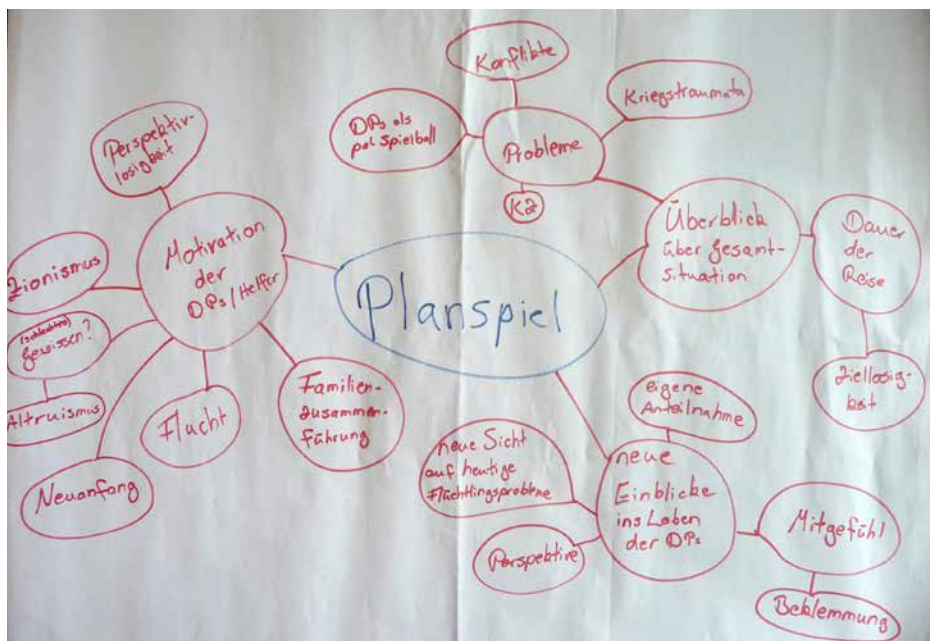 Konflikte
Kriegstraumata
DPs als
pol Spielball
Probleme
KZ
Perspektiv-
losigkeit
Motivation
der
DPs/Helfer
Überblick
über Gesamt-
situation
Dauer
der
Reise
Zionismus
(schlechtes)
Gewissen?
Altruismus
Planspiel
Neuanfang
Flucht
Familien-
zusammen-
führung
Ziellosig-
keit
eigene
Anteilnahme
neue Sicht
auf heutige
Flüchtlingsprobleme
neue
Einblicke
ins Leben
der DPs
Perspektive
Mitgefühl
Beklemmung